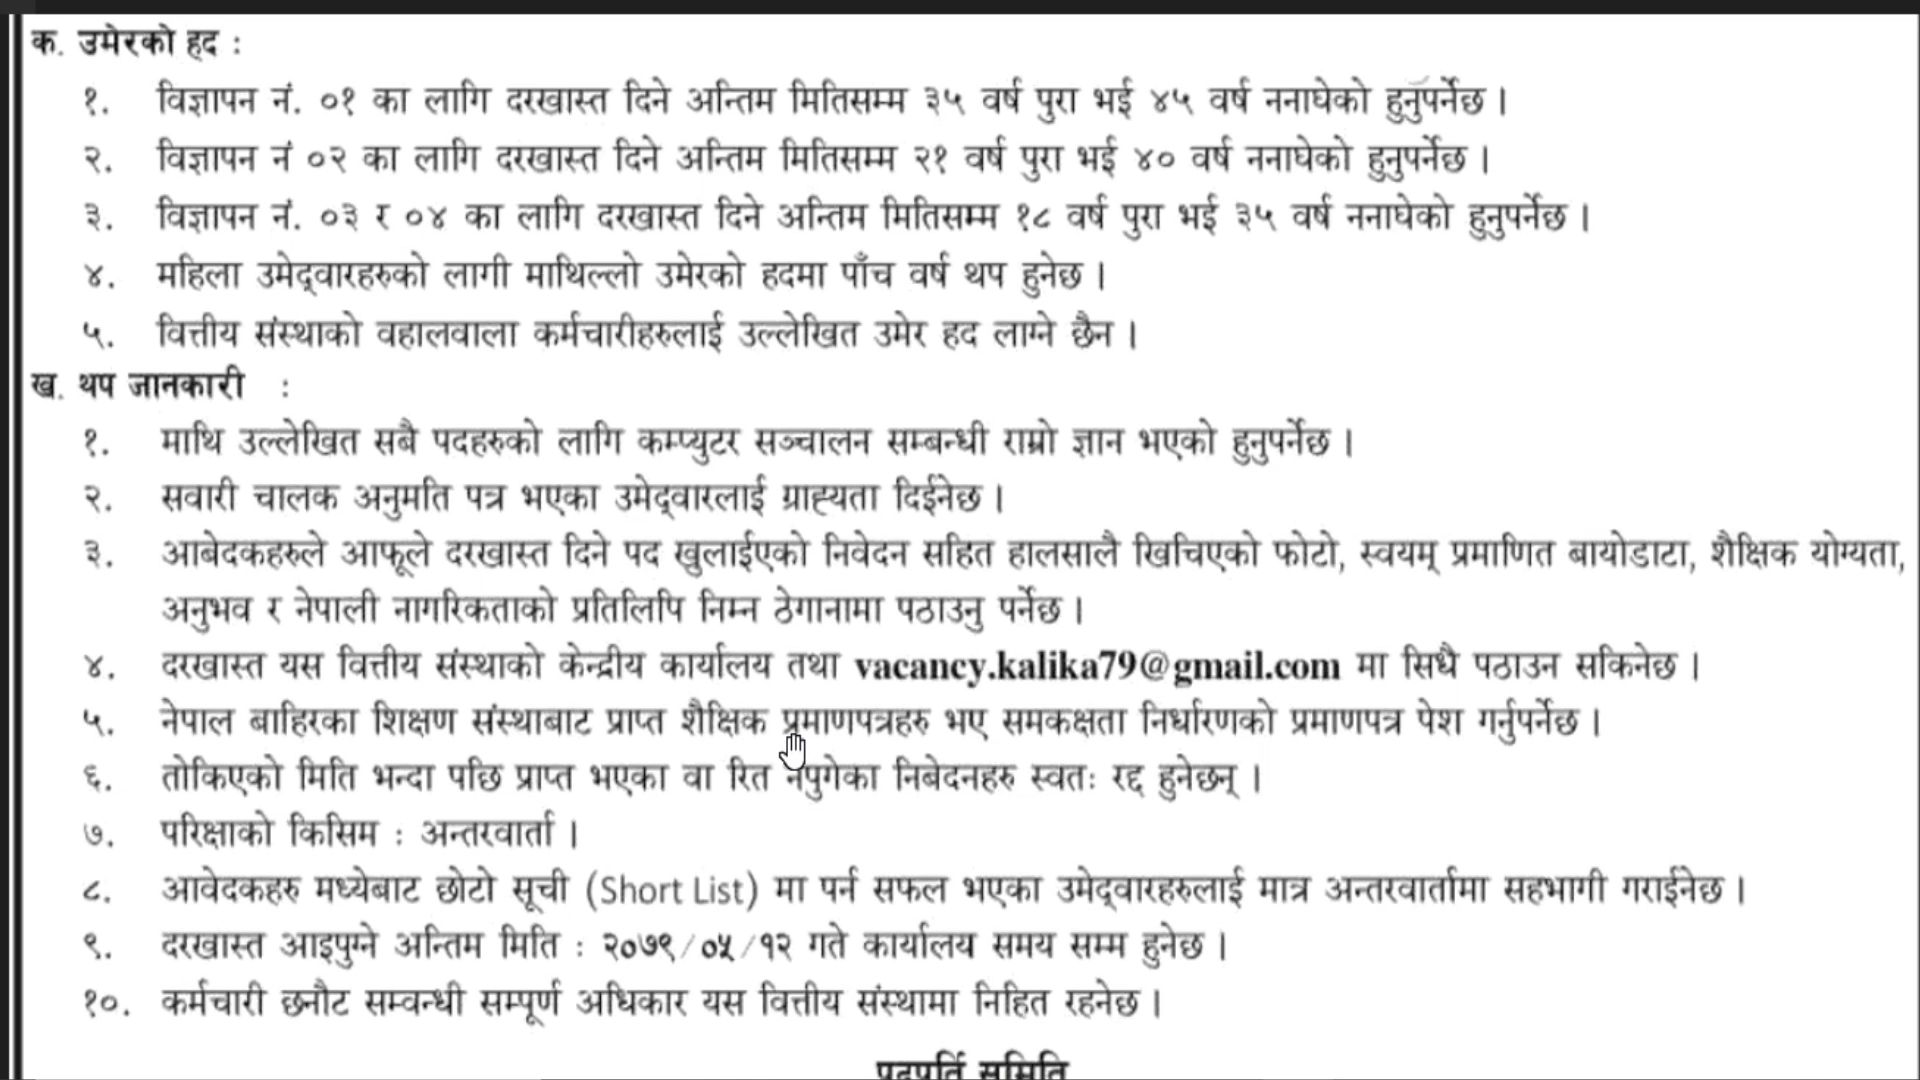 क. उमेरको हद :
१. विज्ञापन नं. ०१ का लागि दरखास्त दिने अन्तिम मितिसम्म ३५ वर्ष पुरा भई ४५ वर्ष ननाघेको हुनुपर्नेछ ।
२. विज्ञापन नं ०२ का लागि दरखास्त दिने अन्तिम मितिसम्म २१ वर्ष पुरा भई ४० वर्ष ननाघेको हुनुपर्नेछ ।
३. विज्ञापन नं. ०३ र ०४ का लागि दरखास्त दिने अन्तिम मितिसम्म १८ वर्ष पुरा भई ३५ वर्ष ननाघेको हुनुपर्नेछ ।
४. महिला उमेद्वारहरुको लागी माथिल्लो उमेरको हदमा पाँच वर्ष थप हुनेछ ।
५. वित्तीय संस्थाको वहालवाला कर्मचारीहरुलाई उल्लेखित उमेर हद लाग्ने छैन ।
ख. थप जानकारी :
१. माथि उल्लेखित सबै पदहरुको लागि कम्प्युटर सञ्चालन सम्बन्धी राम्रो ज्ञान भएको हुनुपर्नेछ ।
२. सवारी चालक अनुमति पत्र भएका उमेद्वारलाई ग्राह्यता दिईनेछ ।
३. आबेदकहरुले आफूले दरखास्त दिने पद खुलाईएको निवेदन सहित हालसालै खिचिएको फोटो, स्वयम् प्रमाणित बायोडाटा, शैक्षिक योग्यता,
अनुभव र नेपाली नागरिकताको प्रतिलिपि निम्न ठेगानामा पठाउनु पर्नेछ ।
४. दरखास्त यस वित्तीय संस्थाको केन्द्रीय कार्यालय तथा vacancy.kalika79@gmail.com मा सिधै पठाउन सकिनेछ ।
५. नेपाल बाहिरका शिक्षण संस्थाबाट प्राप्त शैक्षिक प्रमाणपत्रहरु भए समकक्षता निर्धारणको प्रमाणपत्र पेश गर्नुपर्नेछ ।
६. तोकिएको मिति भन्दा पछि प्राप्त भएका वा रित नपुगेका निबेदनहरु स्वतः रद्द हुनेछन् ।
७. परिक्षाको किसिम : अन्तरवार्ता ।
८. आवेदकहरु मध्येबाट छोटो सूची (Short List) मा पर्न सफल भएका उमेद्वारहरुलाई मात्र अन्तरवार्तामा सहभागी गराईनेछ ।
९. दरखास्त आइपुग्ने अन्तिम मिति : २०७९/०५/१२ गते कार्यालय समय सम्म हुनेछ ।
१०. कर्मचारी छनौट सम्वन्धी सम्पूर्ण अधिकार यस वित्तीय संस्थामा निहित रहनेछ ।
पदपूर्ति समिति